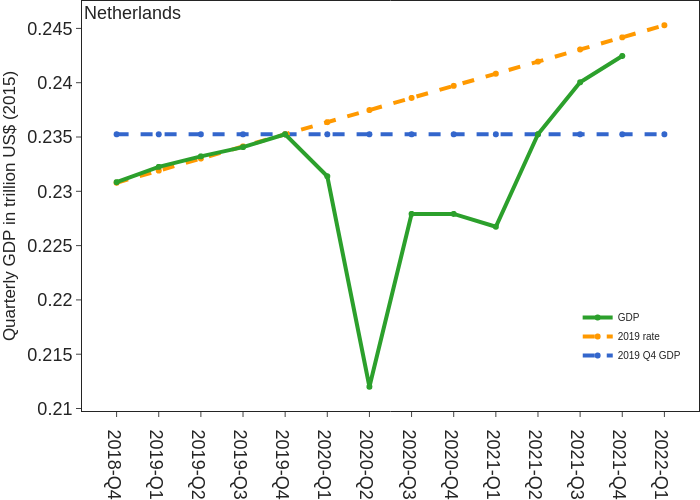 Netherlands
Quarterly GDP in trillion US$ (2015)
0.245
0.24
0.235
0.23
0.225
0.22
0.215
0.21
GDP
2019 rate
2019 Q4 GDP
2018-Q4
2019-Q1
2019-Q2
2019-Q3
2019-Q4
2020-Q1
2020-Q2
2020-Q3
2020-Q4
2021-Q1
2021-Q2
2021-Q3
2021-Q4
2022-Q1